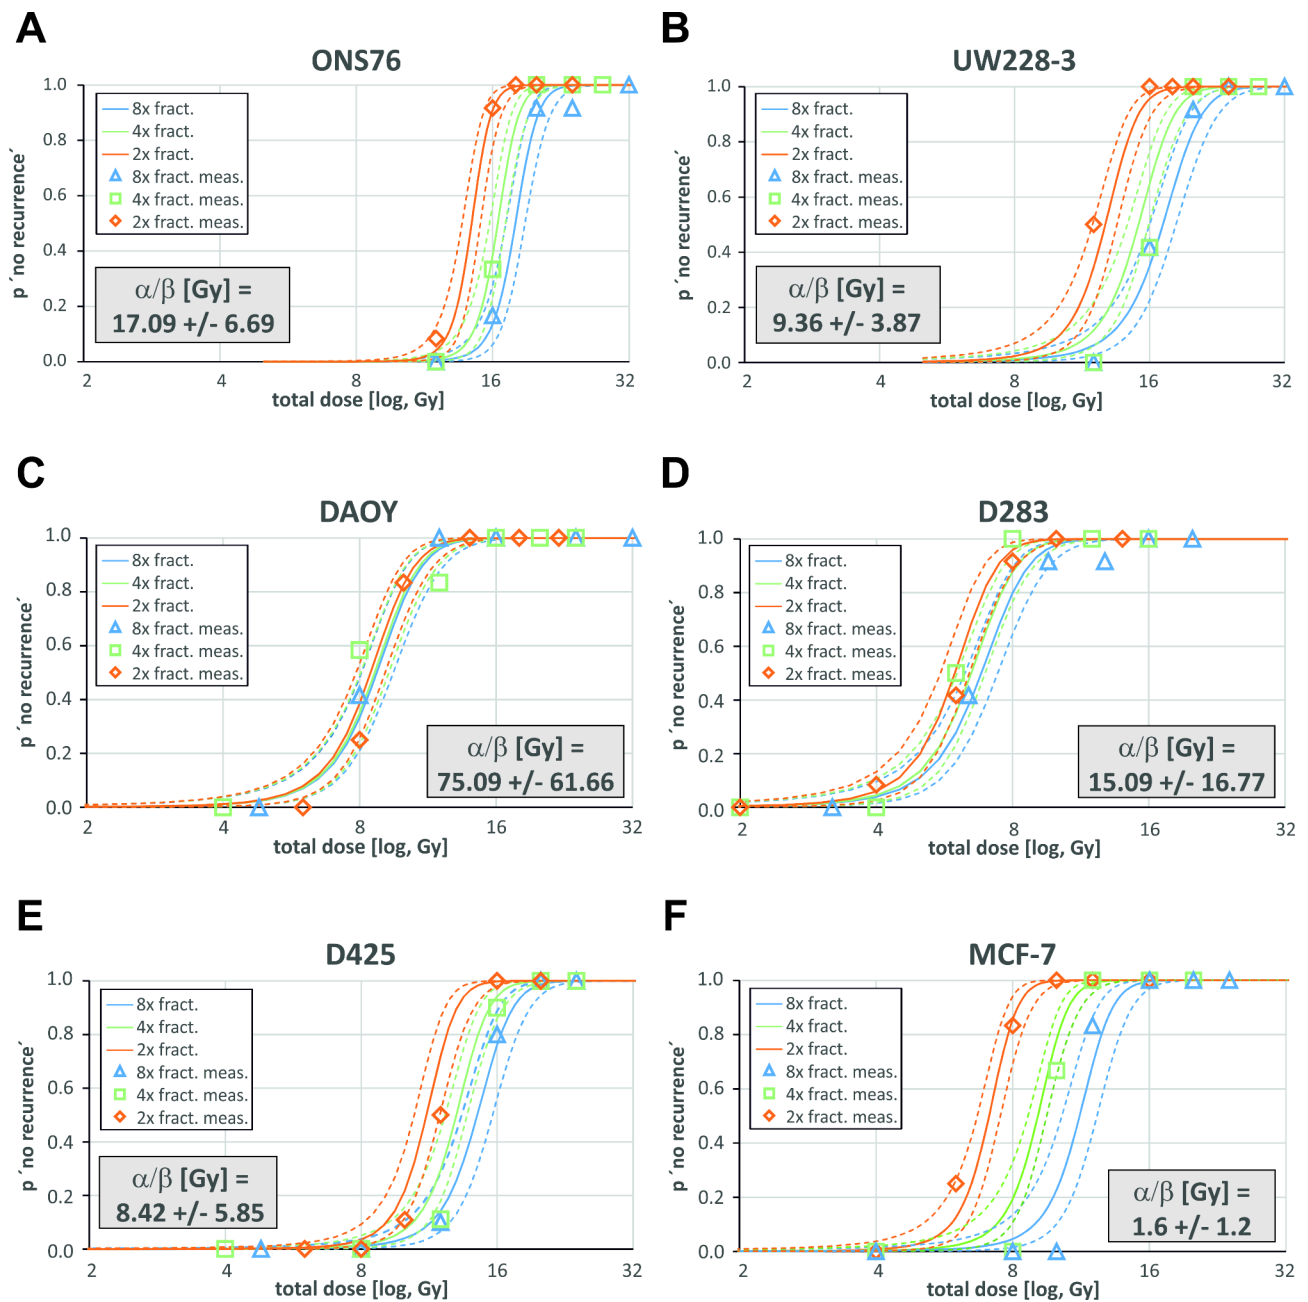 A
ONS76
1.0
0.8
0.6
0.4
0.2
0.0
p ´no recurrence´
8x fract.
4x fract.
2x fract.
8x fract. meas.
4x fract. meas.
2x fract. meas.
α/β [Gy] =
17.09 +/- 6.69
2 4 8 16 32
total dose [log, Gy]
B
UW228-3
1.0
0.8
0.6
0.4
0.2
0.0
p ´no recurrence´
8x fract.
4x fract.
2x fract.
8x fract. meas.
4x fract. meas.
2x fract. meas.
α/β [Gy] =
9.36 +/- 3.87
2 4 8 16 32
total dose [log, Gy]
C
DAOY
1.0
0.8
0.6
0.4
0.2
0.0
p ´no recurrence´
8x fract.
4x fract.
2x fract.
8x fract. meas.
4x fract. meas.
2x fract. meas.
α/β [Gy] =
75.09 +/- 61.66
2 4 8 16 32
total dose [log, Gy]
D
D283
1.0
0.8
0.6
0.4
0.2
0.0
p ´no recurrence´
8x fract.
4x fract.
2x fract.
8x fract. meas.
4x fract. meas.
2x fract. meas.
α/β [Gy] =
15.09 +/- 16.77
2 4 8 16 32
total dose [log, Gy]
E
D425
1.0
0.8
0.6
0.4
0.2
0.0
p ´no recurrence´
8x fract.
4x fract.
2x fract.
8x fract. meas.
4x fract. meas.
2x fract. meas.
α/β [Gy] =
8.42 +/- 5.85
2 4 8 16 32
total dose [log, Gy]
F
MCF-7
1.0
0.8
0.6
0.4
0.2
0.0
p ´no recurrence´
8x fract.
4x fract.
2x fract.
8x fract. meas.
4x fract. meas.
2x fract. meas.
α/β [Gy] =
1.6 +/- 1.2
2 4 8 16 32
total dose [log, Gy]